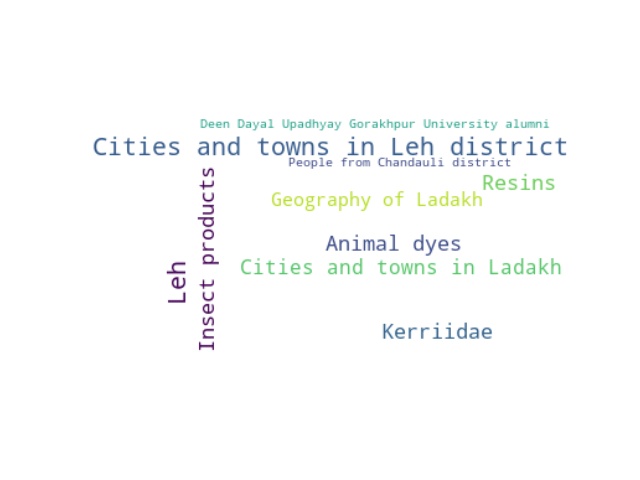 Deen Dayal Upadhyay Gorakhpur University alumni
Cities and towns in Leh district
People from Chandauli district
Resins
Geography of Ladakh
Animal dyes
Cities and towns in Ladakh
Leh
Insect products
Kerriidae